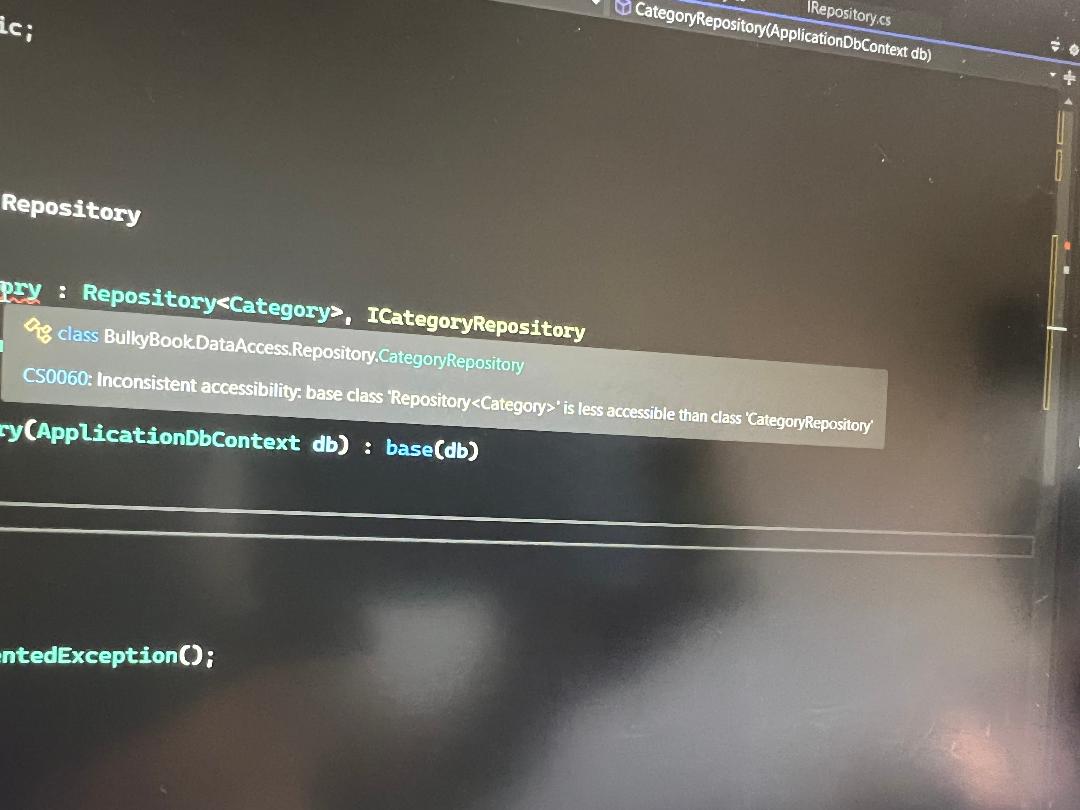 IRepository.cs
CategoryRepository(ApplicationDbContext db)
ic;
Repository
ory : Repository<Category>, ICategoryRepository
class BulkyBook.DataAccess.Repository.CategoryRepository
CS0060: Inconsistent accessibility: base class 'Repository<Category>' is less accessible than class 'CategoryRepository'
ry(ApplicationDbContext db) : base(db)
ntedException();